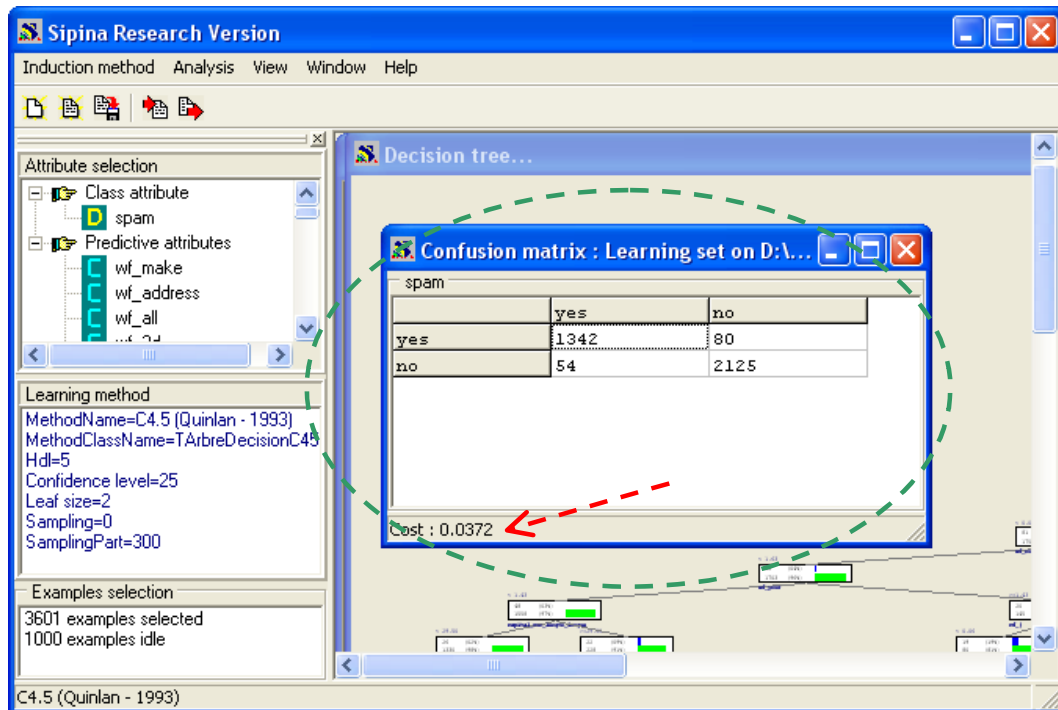 Sipina Research Version
Induction method Analysis View Window Help
Attribute selection
Class attribute
D spam
Predictive attributes
C wf_make
C wf_address
C wf_all
Learning method
MethodName=C4.5 (Quinlan - 1993)
MethodClassName=TArbreDecisionC45
Hdl=5
Confidence level=25
Leaf size=2
Sampling=0
SamplingPart=300
Examples selection
3601 examples selected
1000 examples idle
Decision tree...
Confusion matrix : Learning set on D:\...
spam
yes no
yes 1342 80
no 54 2125
Cost : 0.0372
C4.5 (Quinlan - 1993)